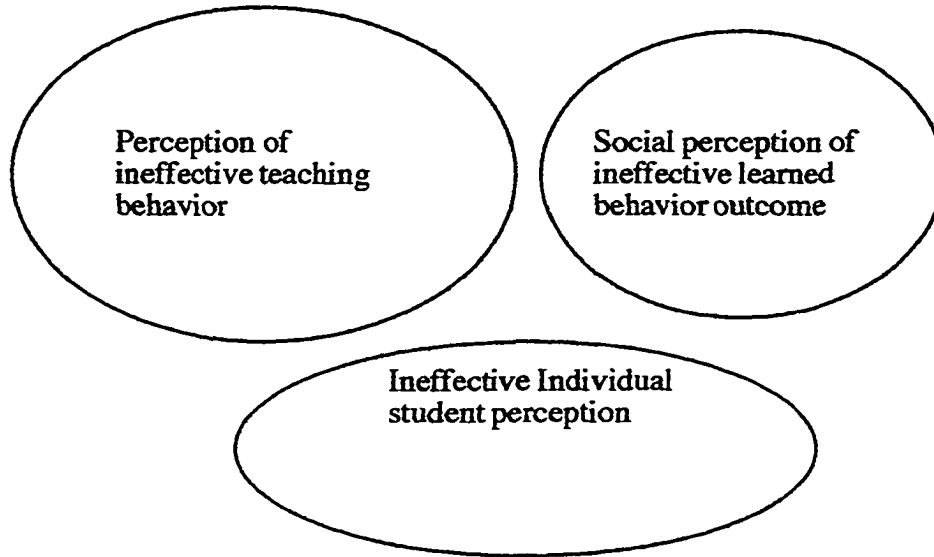 Perception of
ineffective teaching
behavior
Social perception of
ineffective learned
behavior outcome
Ineffective Individual
student perception